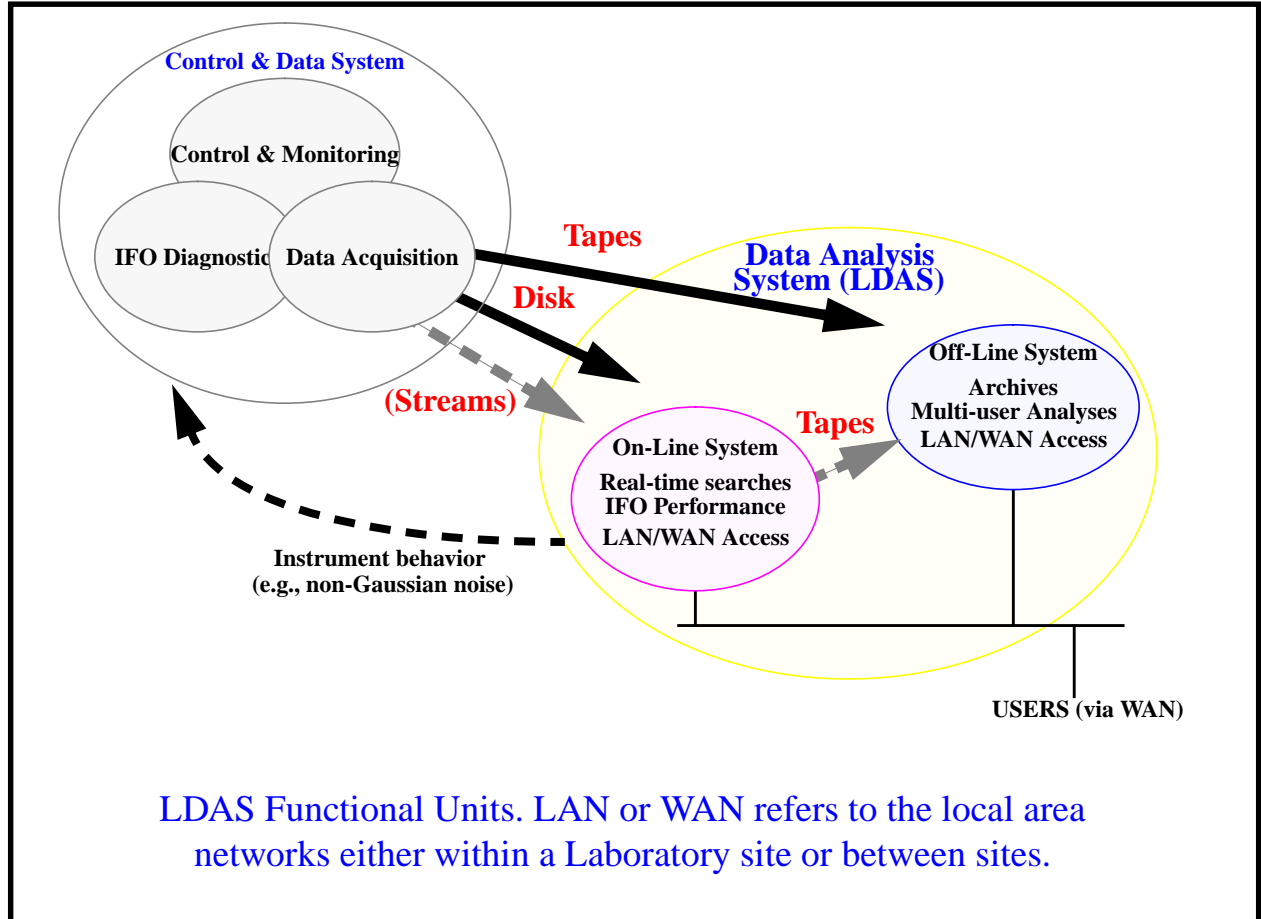 Control & Data System
Control & Monitoring
IFO Diagnostic
Data Acquisition
Tapes
Disk
(Streams)
Data Analysis
System (LDAS)
Off-Line System
Archives
Multi-user Analyses
LAN/WAN Access
Tapes
On-Line System
Real-time searches
IFO Performance
LAN/WAN Access
Instrument behavior
(e.g., non-Gaussian noise)
USERS (via WAN)
LDAS Functional Units. LAN or WAN refers to the local area
networks either within a Laboratory site or between sites.